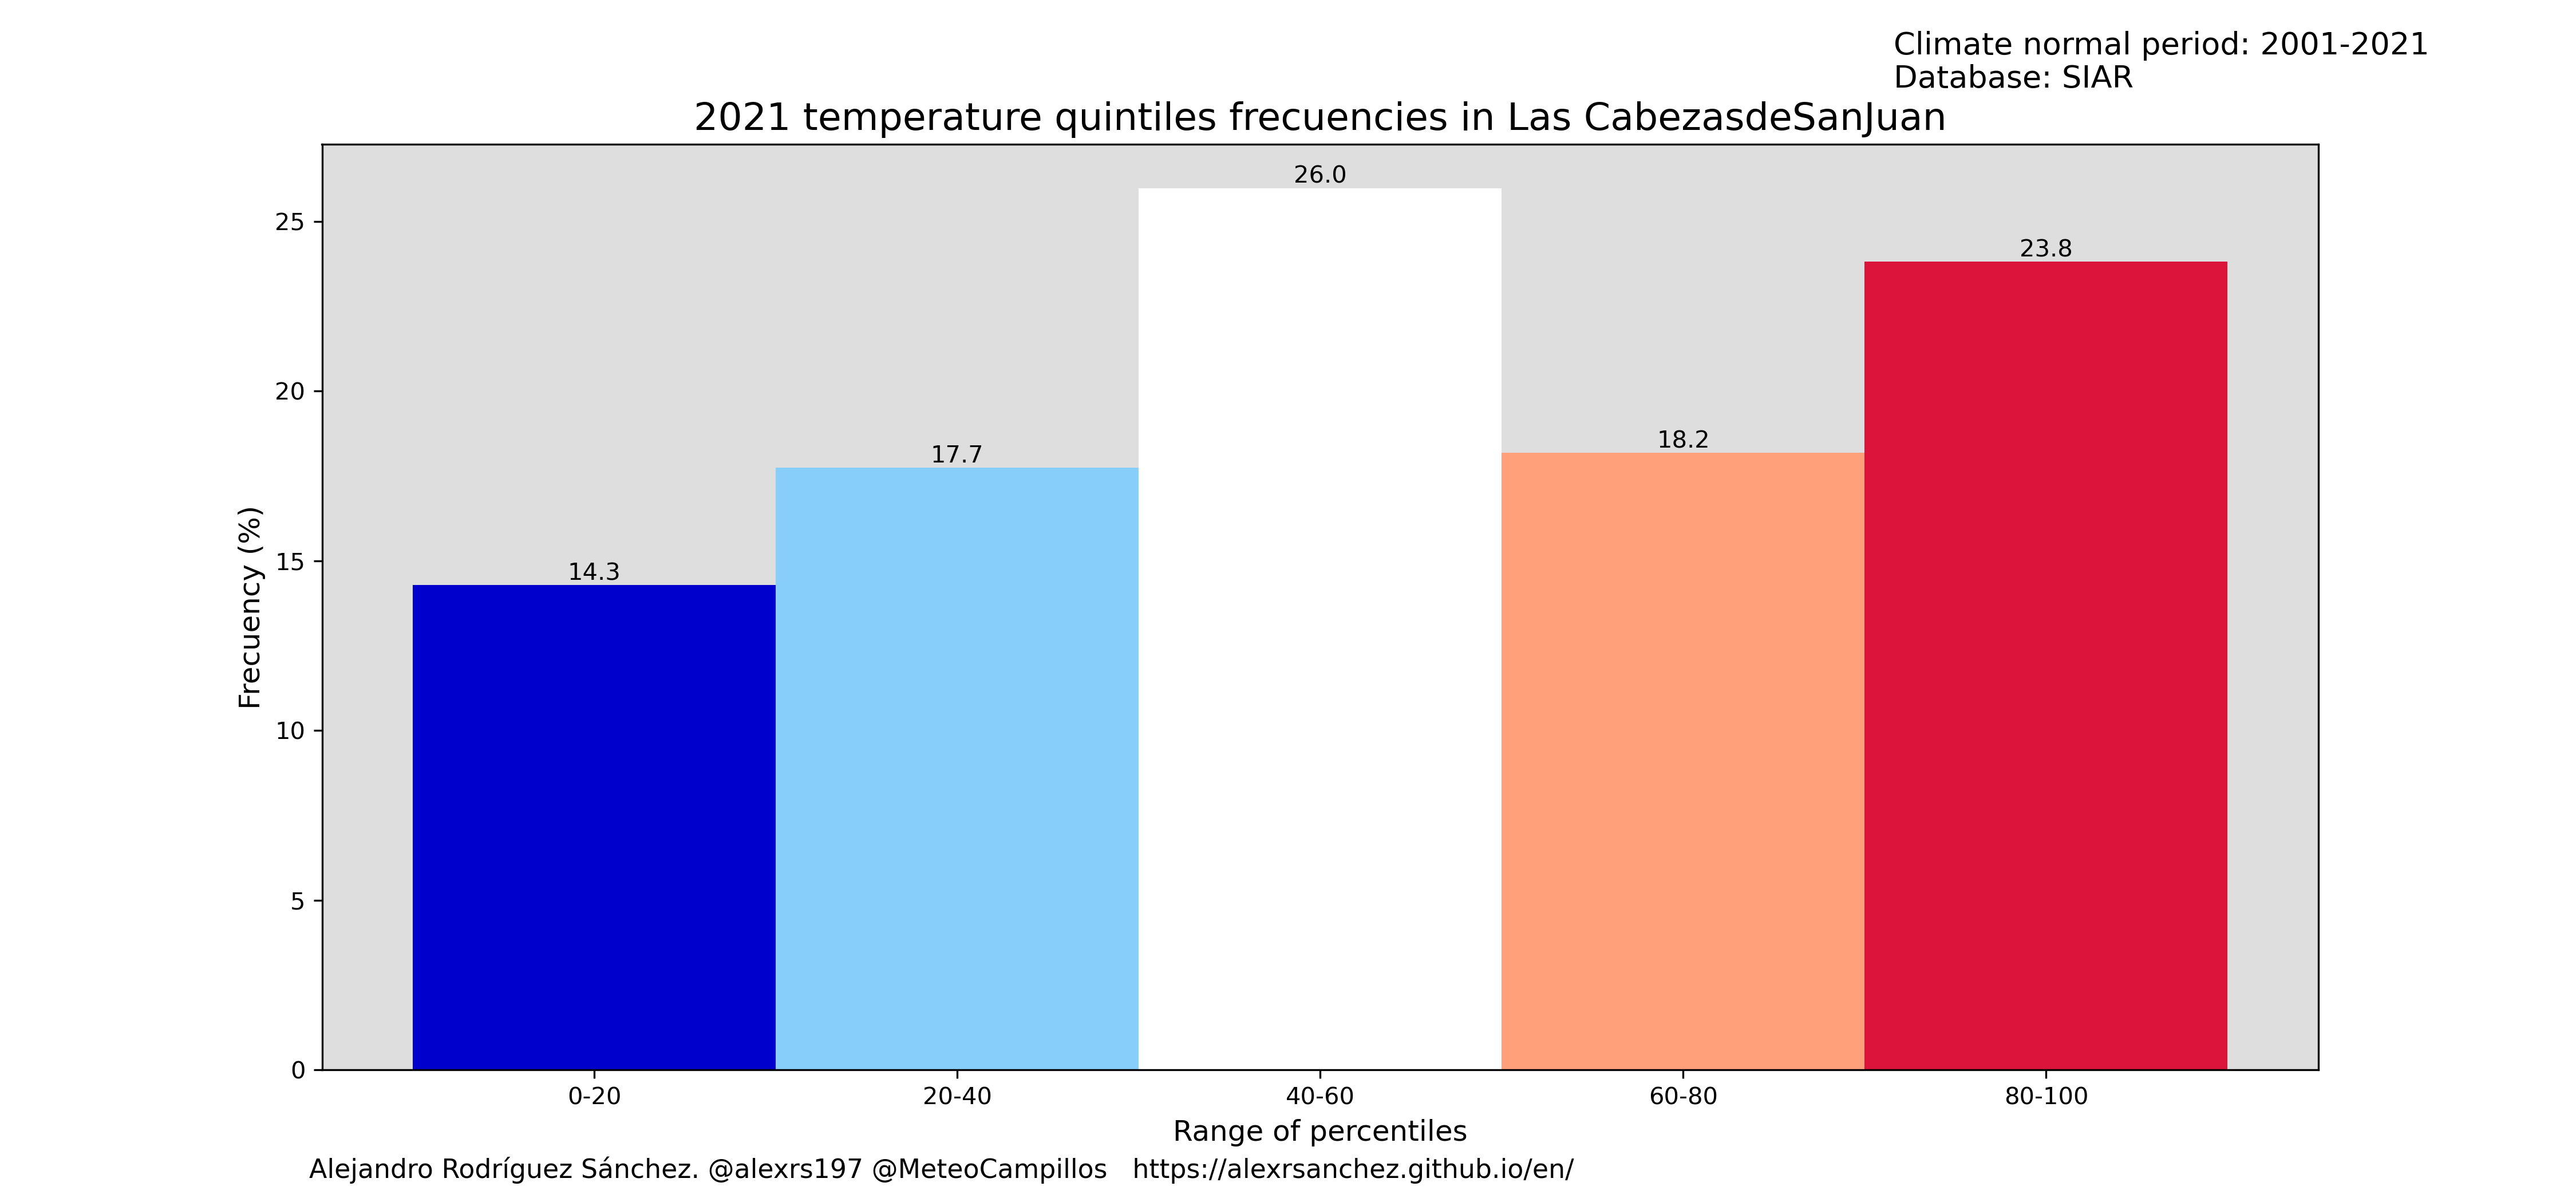 Climate normal period: 2001-2021
Database: SIAR
2021 temperature quintiles frecuencies in Las CabezasdeSanJuan
26.0
25
23.8
20
18.2
17.7
Frecuency (%)
15
14.3
10
5
0
0-20 20-40 40-60 60-80 80-100
Range of percentiles
Alejandro Rodríguez Sánchez. @alexrs197 @MeteoCampillos https://alexrsanchez.github.io/en/